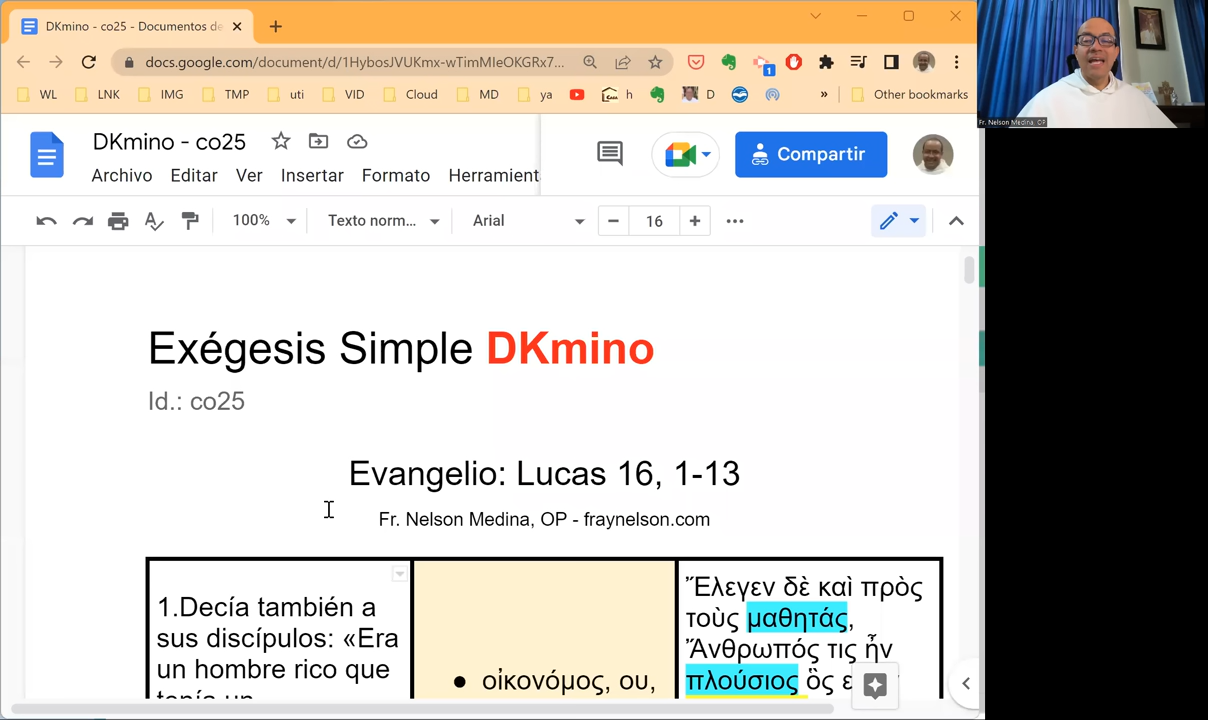 DKmino - co25 - Documentos de
docs.google.com/document/d/1HybosJVUKmx-wTimMIeOKGRx7...
1
WL LNK IMG TMP uti VID Cloud MD ya h D » Other bookmarks
DKmino - co25
Archivo Editar Ver Insertar Formato Herramient
Compartir
100% Texto norm... Arial 16
Exégesis Simple DKmino
Id.: co25
Evangelio: Lucas 16, 1-13
Fr. Nelson Medina, OP - fraynelson.com
1.Decía también a
sus discípulos: «Era
un hombre rico que
tenía un
● οἰκονόμος, ου,
Ἔλεγεν δὲ καὶ πρὸς
τοὺς μαθητάς,
Ἄνθρωπός τις ἦν
πλούσιος ὃς
Fr. Nelson Medina, OP